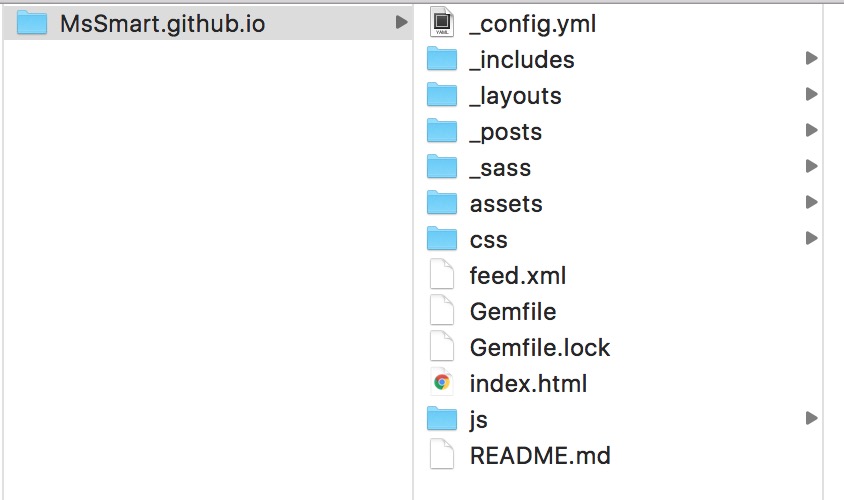 MsSmart.github.io
_config.yml
_includes
_layouts
_posts
_sass
assets
css
feed.xml
Gemfile
Gemfile.lock
index.html
js
README.md